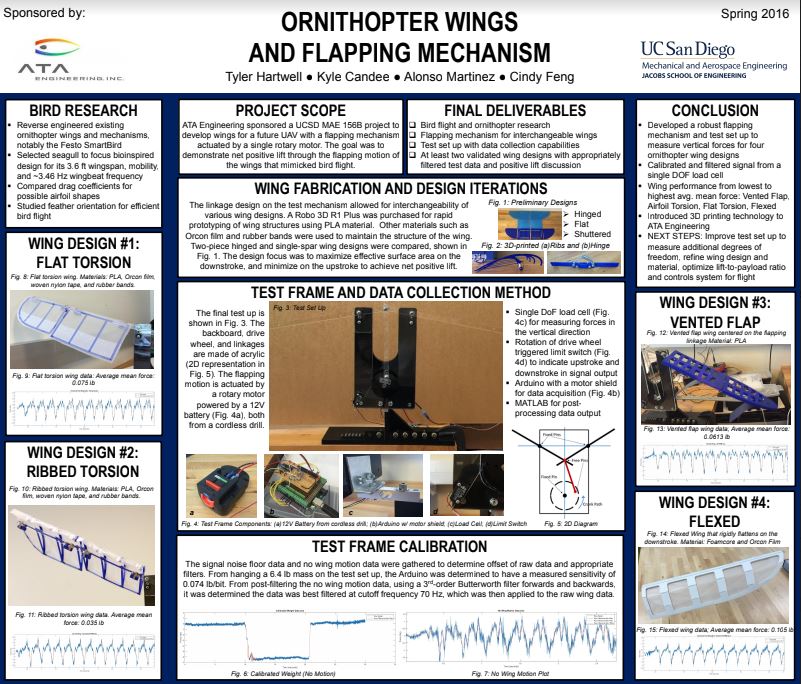 Sponsored by:
ATA
ENGINEERING, INC.
ORNITHOPTER WINGS
AND FLAPPING MECHANISM
Tyler Hartwell ● Kyle Candee ● Alonso Martinez ● Cindy Feng
Spring 2016
UC San Diego
Mechanical and Aerospace Engineering
JACOBS SCHOOL OF ENGINEERING
BIRD RESEARCH
▪ Reverse engineered existing
ornithopter wings and mechanisms,
notably the Festo SmartBird
▪ Selected seagull to focus bioinspired
design for its 3.6 ft wingspan, mobility,
and ~3.46 Hz wingbeat frequency
▪ Compared drag coefficients for
possible airfoil shapes
▪ Studied feather orientation for efficient
bird flight
WING DESIGN #1:
FLAT TORSION
Fig. 8: Flat torsion wing. Materials: PLA, Orcon film,
woven nylon tape, and rubber bands.
Fig. 9: Flat torsion wing data: Average mean force:
0.075 lb
WING DESIGN #2:
RIBBED TORSION
Fig. 10: Ribbed torsion wing. Materials: PLA, Orcon
film, woven nylon tape, and rubber bands.
Fig. 11: Ribbed torsion wing data. Average mean
force: 0.035 lb
PROJECT SCOPE
ATA Engineering sponsored a UCSD MAE 156B project to
develop wings for a future UAV with a flapping mechanism
actuated by a single rotary motor. The goal was to
demonstrate net positive lift through the flapping motion of
the wings that mimicked bird flight.
FINAL DELIVERABLES
❑ Bird flight and ornithopter research
❑ Flapping mechanism for interchangeable wings
❑ Test set up with data collection capabilities
❑ At least two validated wing designs with appropriately
filtered test data and positive lift discussion
WING FABRICATION AND DESIGN ITERATIONS
The linkage design on the test mechanism allowed for interchangeability of
various wing designs. A Robo 3D R1 Plus was purchased for rapid
prototyping of wing structures using PLA material. Other materials such as
Orcon film and rubber bands were used to maintain the structure of the wing.
Two-piece hinged and single-spar wing designs were compared, shown in
Fig. 1. The design focus was to maximize effective surface area on the
downstroke, and minimize on the upstroke to achieve net positive lift.
Fig. 1: Preliminary Designs
➢ Hinged
➢ Flat
➢ Shuttered
Fig. 2: 3D-printed (a)Ribs and (b)Hinge
TEST FRAME AND DATA COLLECTION METHOD
The final test up is
shown in Fig. 3. The
backboard, drive
wheel, and linkages
are made of acrylic
(2D representation in
Fig. 5). The flapping
motion is actuated by
a rotary motor
powered by a 12V
battery (Fig. 4a), both
from a cordless drill.
Fig. 3: Test Set Up
▪ Single DoF load cell (Fig.
4c) for measuring forces in
the vertical direction
▪ Rotation of drive wheel
triggered limit switch (Fig.
4d) to indicate upstroke and
downstroke in signal output
▪ Arduino with a motor shield
for data acquisition (Fig. 4b)
▪ MATLAB for post-
processing data output
a
b
c
d
Fig. 4: Test Frame Components: (a)12V Battery from cordless drill; (b)Arduino w/ motor shield, (c)Load Cell, (d)Limit Switch
Fixed Pins
Free Pins
Fixed Pin
Crank Path
Fig. 5: 2D Diagram
TEST FRAME CALIBRATION
The signal noise floor data and no wing motion data were gathered to determine offset of raw data and appropriate
filters. From hanging a 6.4 lb mass on the test set up, the Arduino was determined to have a measured sensitivity of
0.074 lb/bit. From post-filtering the no wing motion data, using a 3rd-order Butterworth filter forwards and backwards,
it was determined the data was best filtered at cutoff frequency 70 Hz, which was then applied to the raw wing data.
Fig. 6: Calibrated Weight (No Motion)
Fig. 7: No Wing Motion Plot
CONCLUSION
▪ Developed a robust flapping
mechanism and test set up to
measure vertical forces for four
ornithopter wing designs
▪ Calibrated and filtered signal from a
single DOF load cell
▪ Wing performance from lowest to
highest avg. mean force: Vented Flap,
Airfoil Torsion, Flat Torsion, Flexed
▪ Introduced 3D printing technology to
ATA Engineering
▪ NEXT STEPS: Improve test set up to
measure additional degrees of
freedom, refine wing design and
material, optimize lift-to-payload ratio
and controls system for flight
WING DESIGN #3:
VENTED FLAP
Fig. 12: Vented flap wing centered on the flapping
linkage Material: PLA
Fig. 13: Vented flap wing data; Average mean force:
0.0613 lb
WING DESIGN #4:
FLEXED
Fig. 14: Flexed Wing that rigidly flattens on the
downstroke. Material: Foamcore and Orcon Film
Fig. 15: Flexed wing data; Average mean force: 0.105 lb